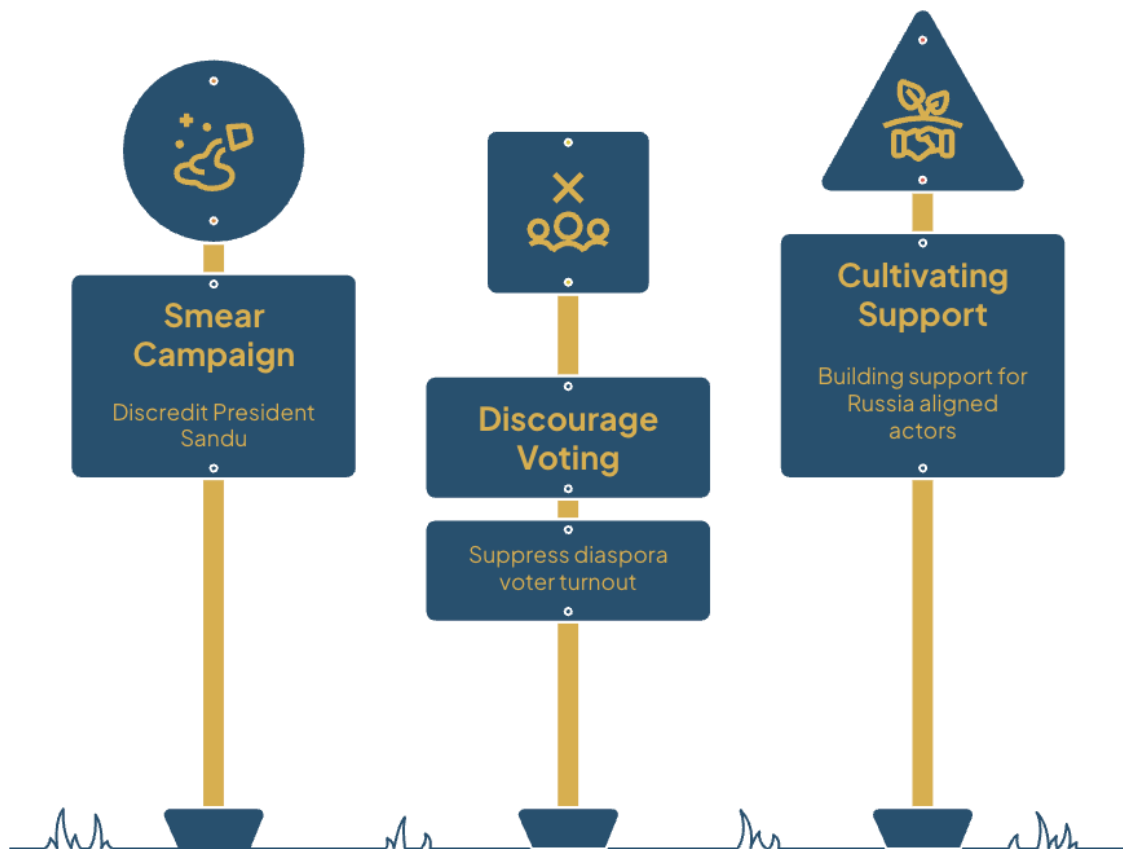 Smear
Campaign
Discredit President
Sandu
Discourage
Voting
Suppress diaspora
voter turnout
Cultivating
Support
Building support for
Russia aligned
actors